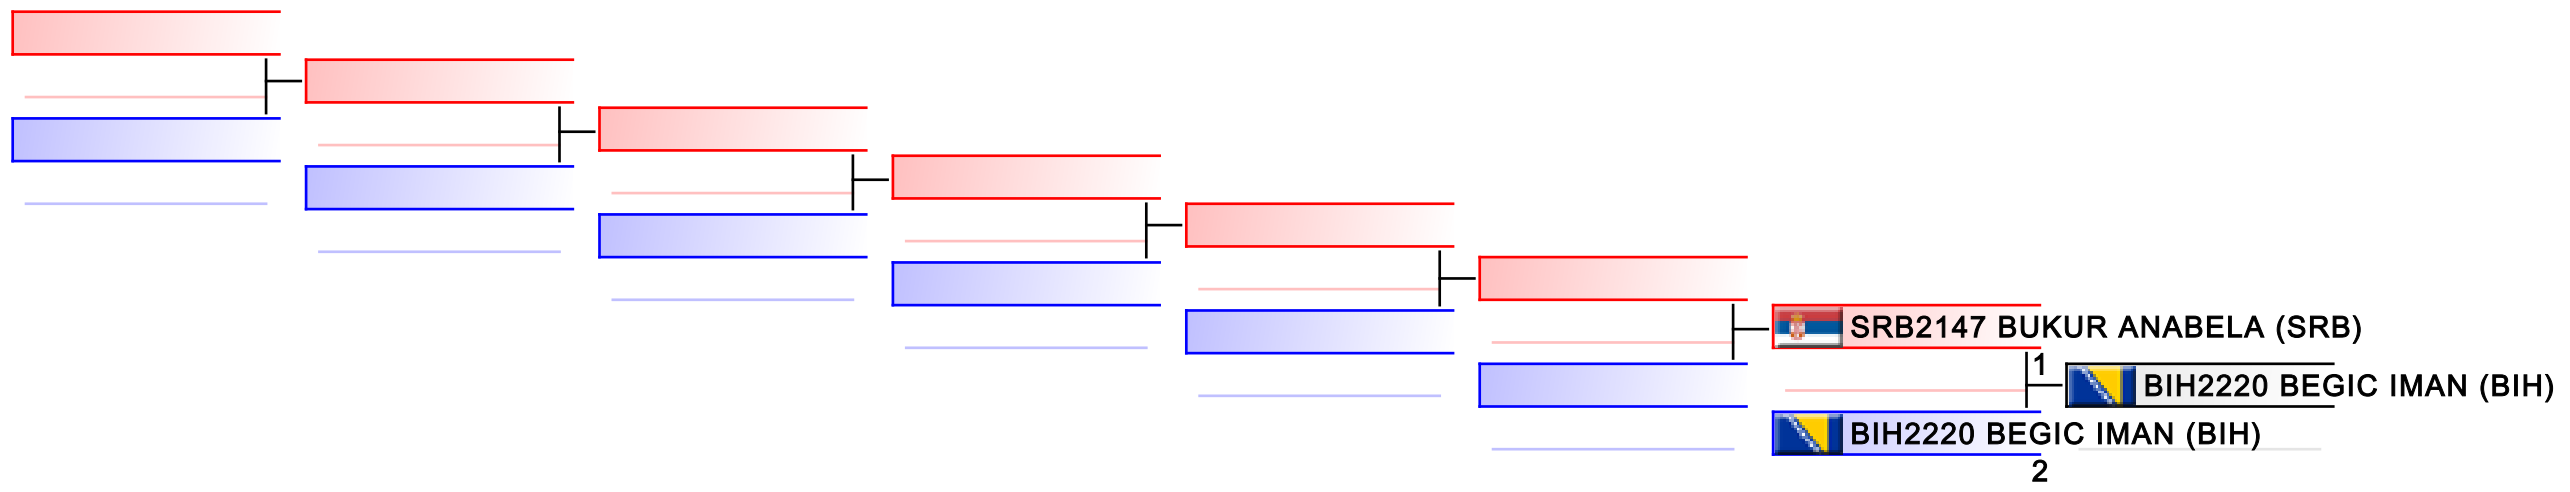 SRB2147 BUKUR ANABELA (SRB)
1
BIH2220 BEGIC IMAN (BIH)
BIH2220 BEGIC IMAN (BIH)
2